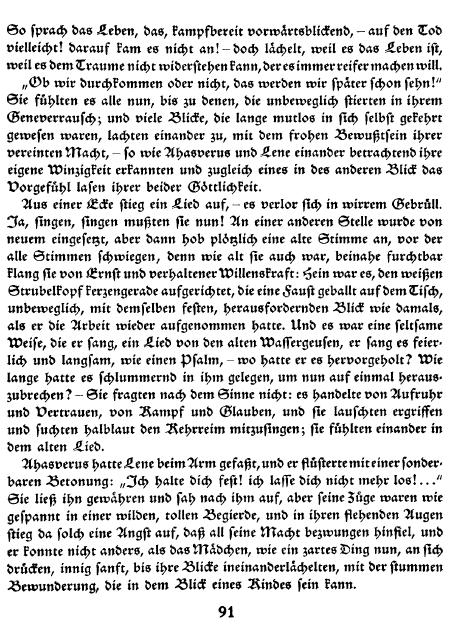 So sprach das Leben, das, kampfbereit vorwärtsblickend, – auf den Tod
vielleicht! darauf kam es nicht an! – doch lächelt, weil es das Leben ist,
weil es dem Traume nicht widerstehen kann, der es immer reifer machen will.
„Ob wir durchkommen oder nicht, das werden wir später schon sehn!“
Sie fühlten es alle nun, bis zu denen, die unbeweglich stierten in ihrem
Geneverrausch; und viele Blicke, die lange mutlos in sich selbst gekehrt
gewesen waren, lachten einander zu, mit dem frohen Bewußtsein ihrer
vereinten Macht, – so wie Ahasverus und Lene einander betrachtend ihre
eigene Winzigkeit erkannten und zugleich eines in des anderen Blick das
Vorgefühl lasen ihrer beider Göttlichkeit.
Aus einer Ecke stieg ein Lied auf, – es verlor sich in wirrem Gebrüll.
Ja, singen, singen mußten sie nun! An einer anderen Stelle wurde von
neuem eingesetzt, aber dann hob plötzlich eine alte Stimme an, vor der
alle Stimmen schwiegen, denn wie alt sie auch war, beinahe furchtbar
klang sie von Ernst und verhaltener Willenskraft: Hein war es, den weißen
Strubelkopf kerzengerade aufgerichtet, die eine Faust geballt auf dem Tisch,
unbeweglich, mit demselben festen, herausfordernden Blick wie damals,
als er die Arbeit wieder aufgenommen hatte. Und es war eine seltsame
Weise, die er sang, ein Lied von den alten Wassergeusen, er sang es feier-
lich und langsam, wie einen Psalm, – wo hatte er es hervorgeholt? Wie
lange hatte es schlummernd in ihm gelegen, um nun auf einmal heraus-
zubrechen? – Sie fragten nach dem Sinne nicht: es handelte von Aufruhr
und Vertrauen, von Kampf und Glauben, und sie lauschten ergriffen
und suchten halblaut den Kehrreim mitzusingen; sie fühlten einander in
dem alten Lied.
Ahasverus hatte Lene beim Arm gefaßt, und er flüsterte mit einer sonder-
baren Betonung: „Ich halte dich fest! ich lasse dich nicht mehr los!...“
Sie ließ ihn gewähren und sah nach ihm auf, aber seine Züge waren wie
gespannt in einer wilden, tollen Begierde, und in ihren flehenden Augen
stieg da solch eine Angst auf, daß all seine Macht bezwungen hinfiel, und
er konnte nicht anders, als das Mädchen, wie ein zartes Ding nun, an sich
drücken, innig sanft, bis ihre Blicke ineinanderlächelten, mit der stummen
Bewunderung, die in dem Blick eines Kindes sein kann.
91